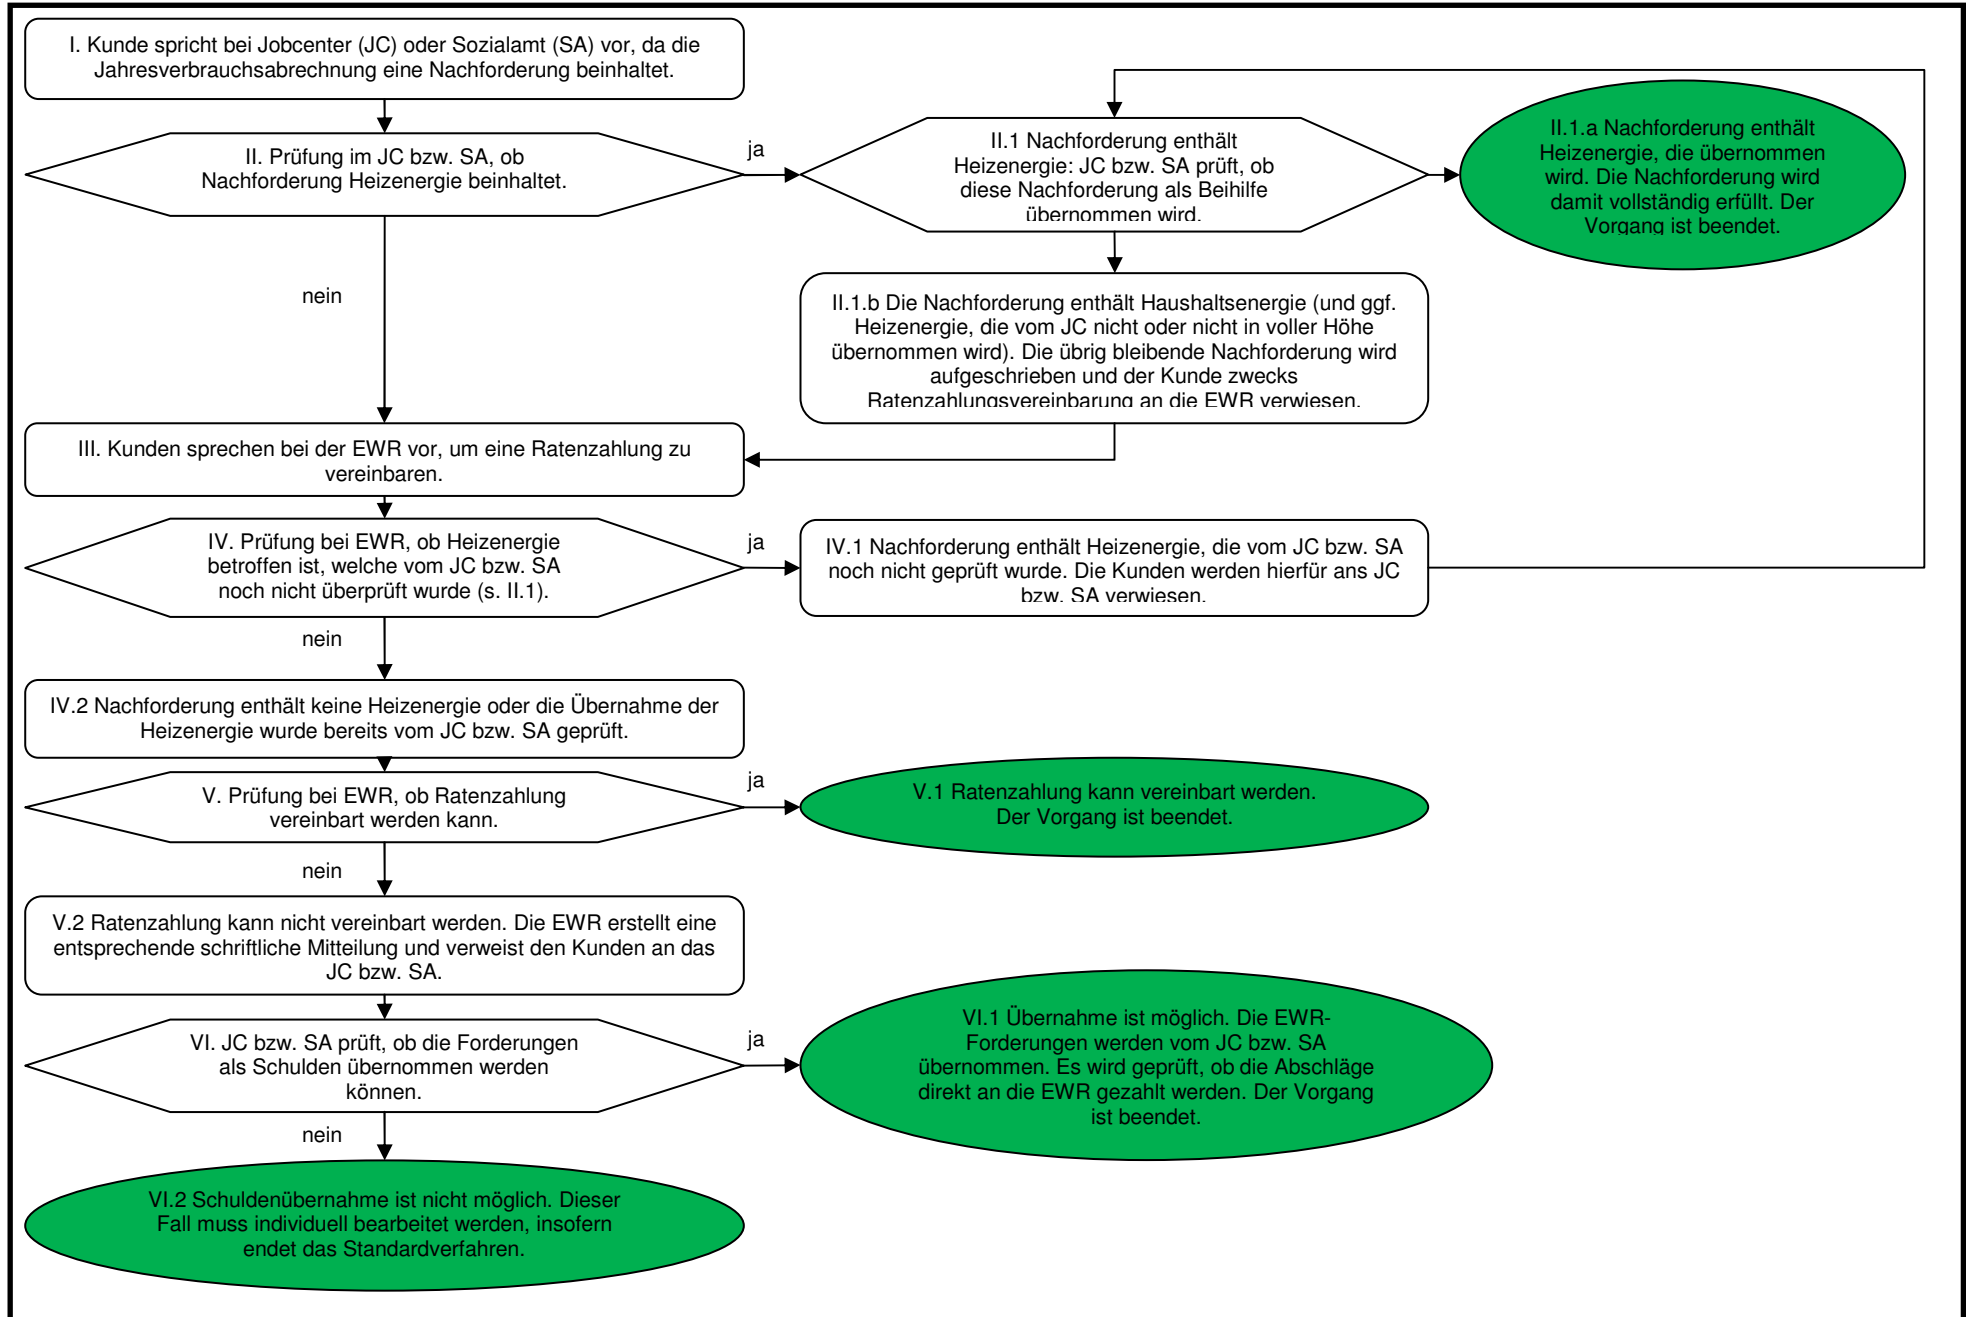 I. Kunde spricht bei Jobcenter (JC) oder Sozialamt (SA) vor, da die
Jahresverbrauchsabrechnung eine Nachforderung beinhaltet.
II. Prüfung im JC bzw. SA, ob
Nachforderung Heizenergie beinhaltet.
ja
II.1 Nachforderung enthält
Heizenergie: JC bzw. SA prüft, ob
diese Nachforderung als Beihilfe
übernommen wird.
II.1.a Nachforderung enthält
Heizenergie, die übernommen
wird. Die Nachforderung wird
damit vollständig erfüllt. Der
Vorgang ist beendet.
nein
II.1.b Die Nachforderung enthält Haushaltsenergie (und ggf.
Heizenergie, die vom JC nicht oder nicht in voller Höhe
übernommen wird). Die übrig bleibende Nachforderung wird
aufgeschrieben und der Kunde zwecks
Ratenzahlungsvereinbarung an die EWR verwiesen.
III. Kunden sprechen bei der EWR vor, um eine Ratenzahlung zu
vereinbaren.
IV. Prüfung bei EWR, ob Heizenergie
betroffen ist, welche vom JC bzw. SA
noch nicht überprüft wurde (s. II.1).
ja
IV.1 Nachforderung enthält Heizenergie, die vom JC bzw. SA
noch nicht geprüft wurde. Die Kunden werden hierfür ans JC
bzw. SA verwiesen.
nein
IV.2 Nachforderung enthält keine Heizenergie oder die Übernahme der
Heizenergie wurde bereits vom JC bzw. SA geprüft.
V. Prüfung bei EWR, ob Ratenzahlung
vereinbart werden kann.
ja
V.1 Ratenzahlung kann vereinbart werden.
Der Vorgang ist beendet.
nein
V.2 Ratenzahlung kann nicht vereinbart werden. Die EWR erstellt eine
entsprechende schriftliche Mitteilung und verweist den Kunden an das
JC bzw. SA.
VI. JC bzw. SA prüft, ob die Forderungen
als Schulden übernommen werden
können.
ja
VI.1 Übernahme ist möglich. Die EWR-
Forderungen werden vom JC bzw. SA
übernommen. Es wird geprüft, ob die Abschläge
direkt an die EWR gezahlt werden. Der Vorgang
ist beendet.
nein
VI.2 Schuldenübernahme ist nicht möglich. Dieser
Fall muss individuell bearbeitet werden, insofern
endet das Standardverfahren.